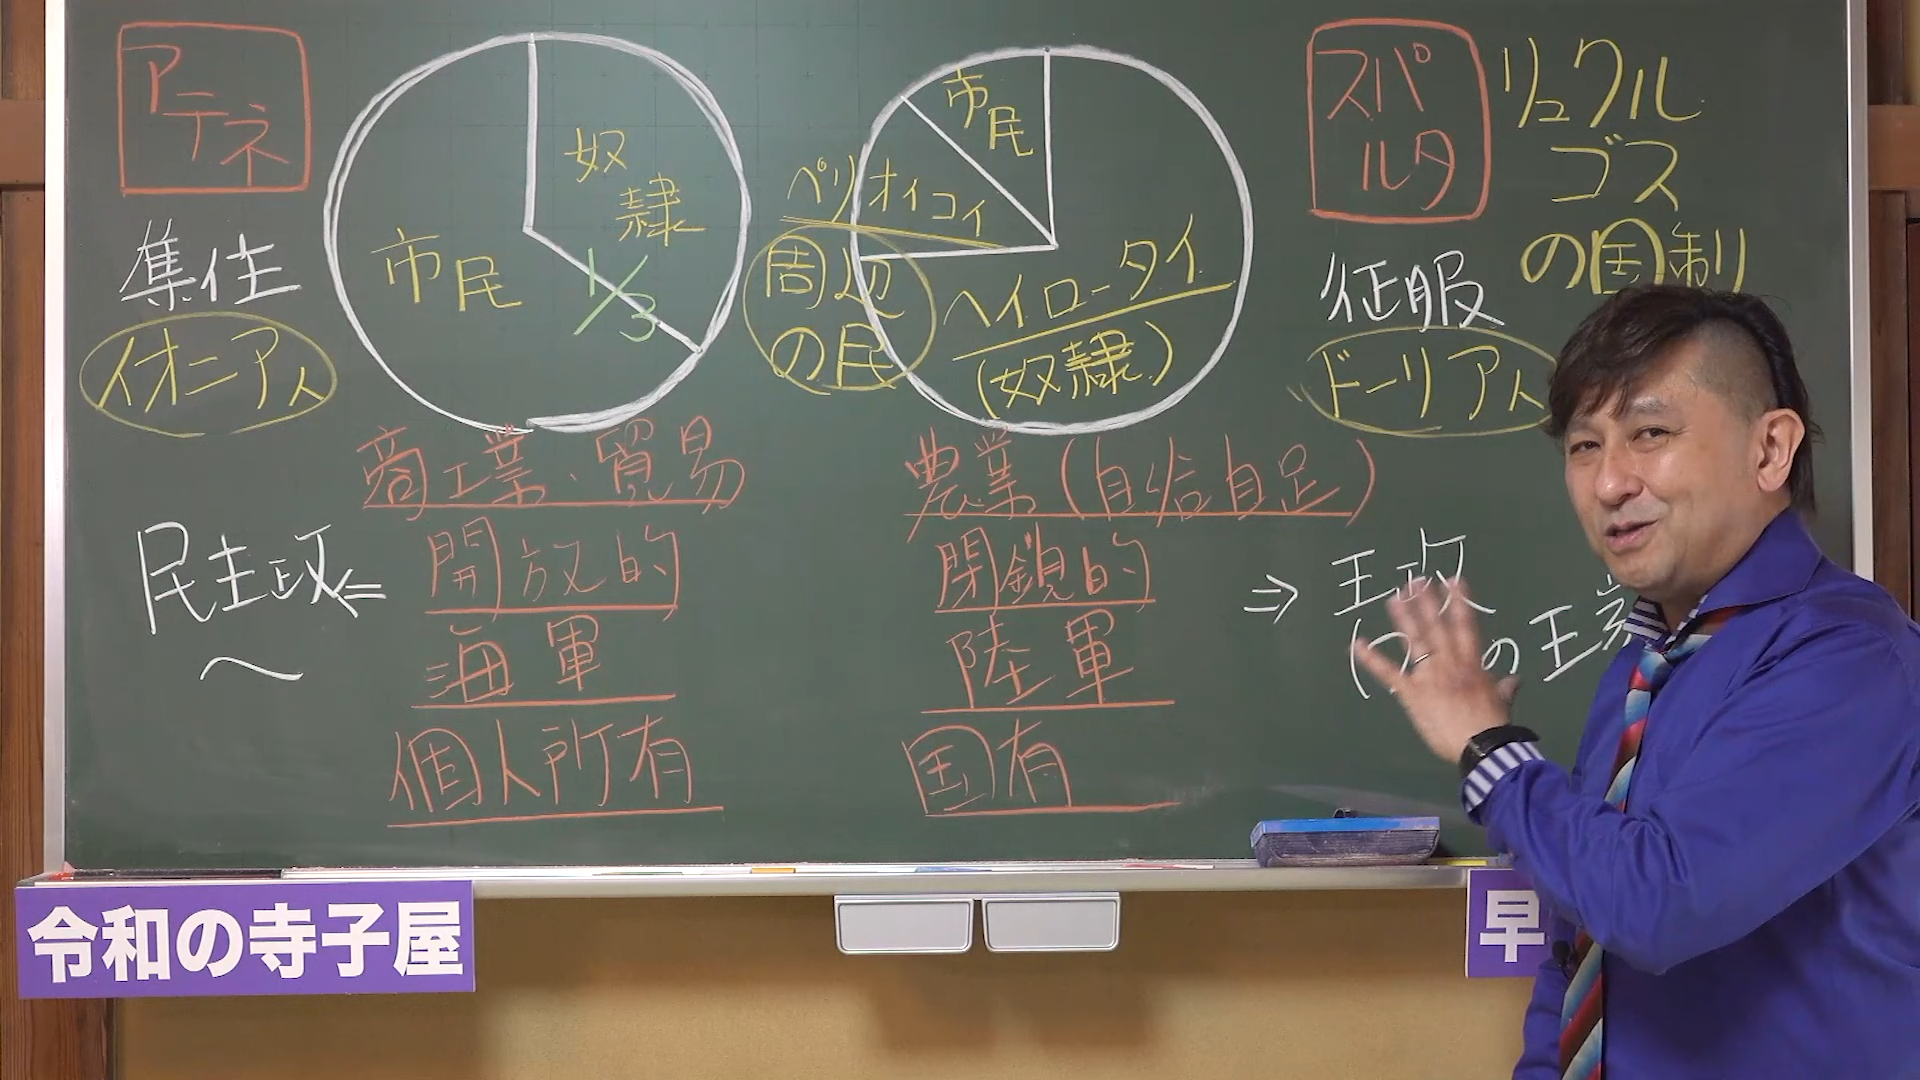 アテネ
集住
イオニア人
市民
奴隷
1/3
商工業・貿易
開放的
海軍
個人所有
民主政⇐
〜
市民
ペリオイコイ
周辺の民
ヘイロータイ
(奴隷)
農業(自給自足)
閉鎖的
陸軍
国有
スパルタ
リュクルゴスの国制
征服
ドーリア人
⇒ 王政
の王家
令和の寺子屋
早